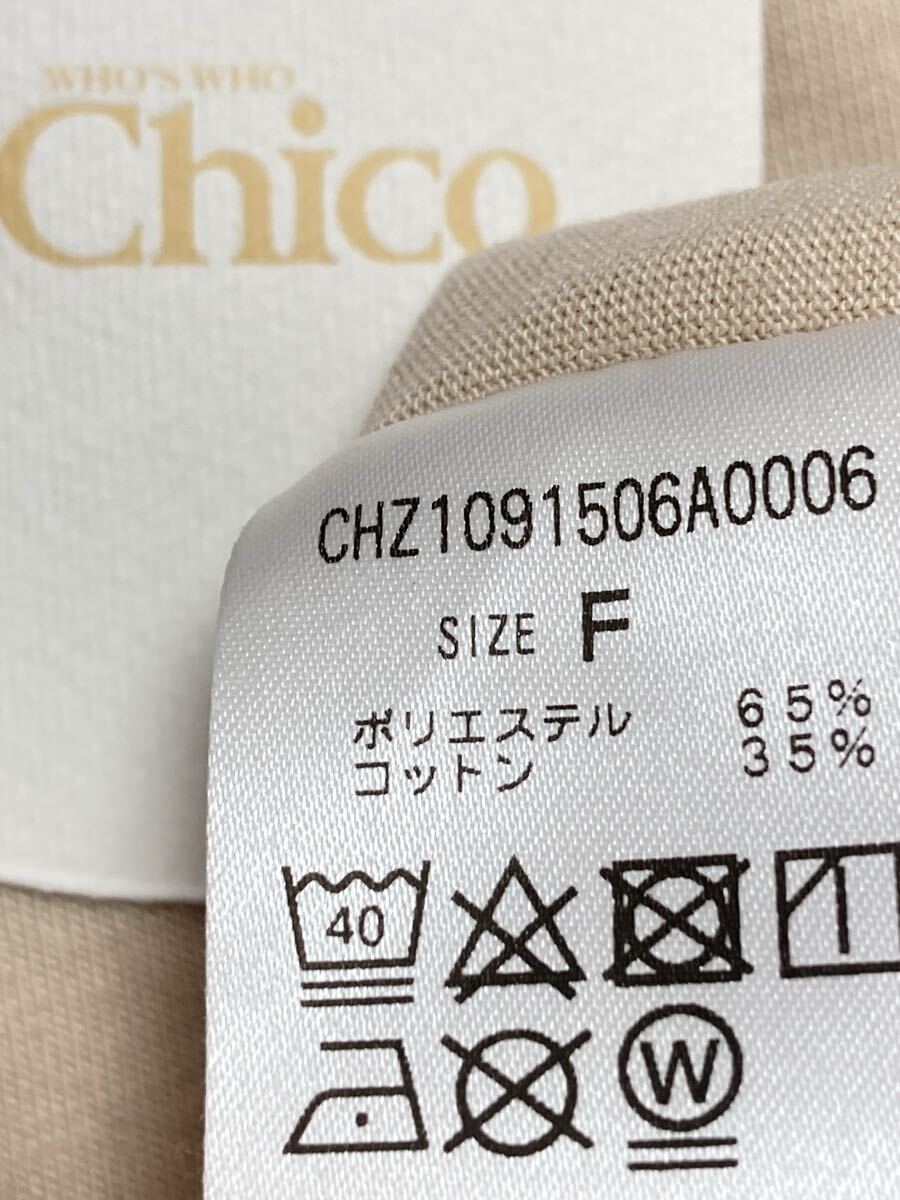 WHO'S WHO
Chico
CHZ1091506A0006
SIZE F
ポリエステル 65%
コットン 35%
40
W